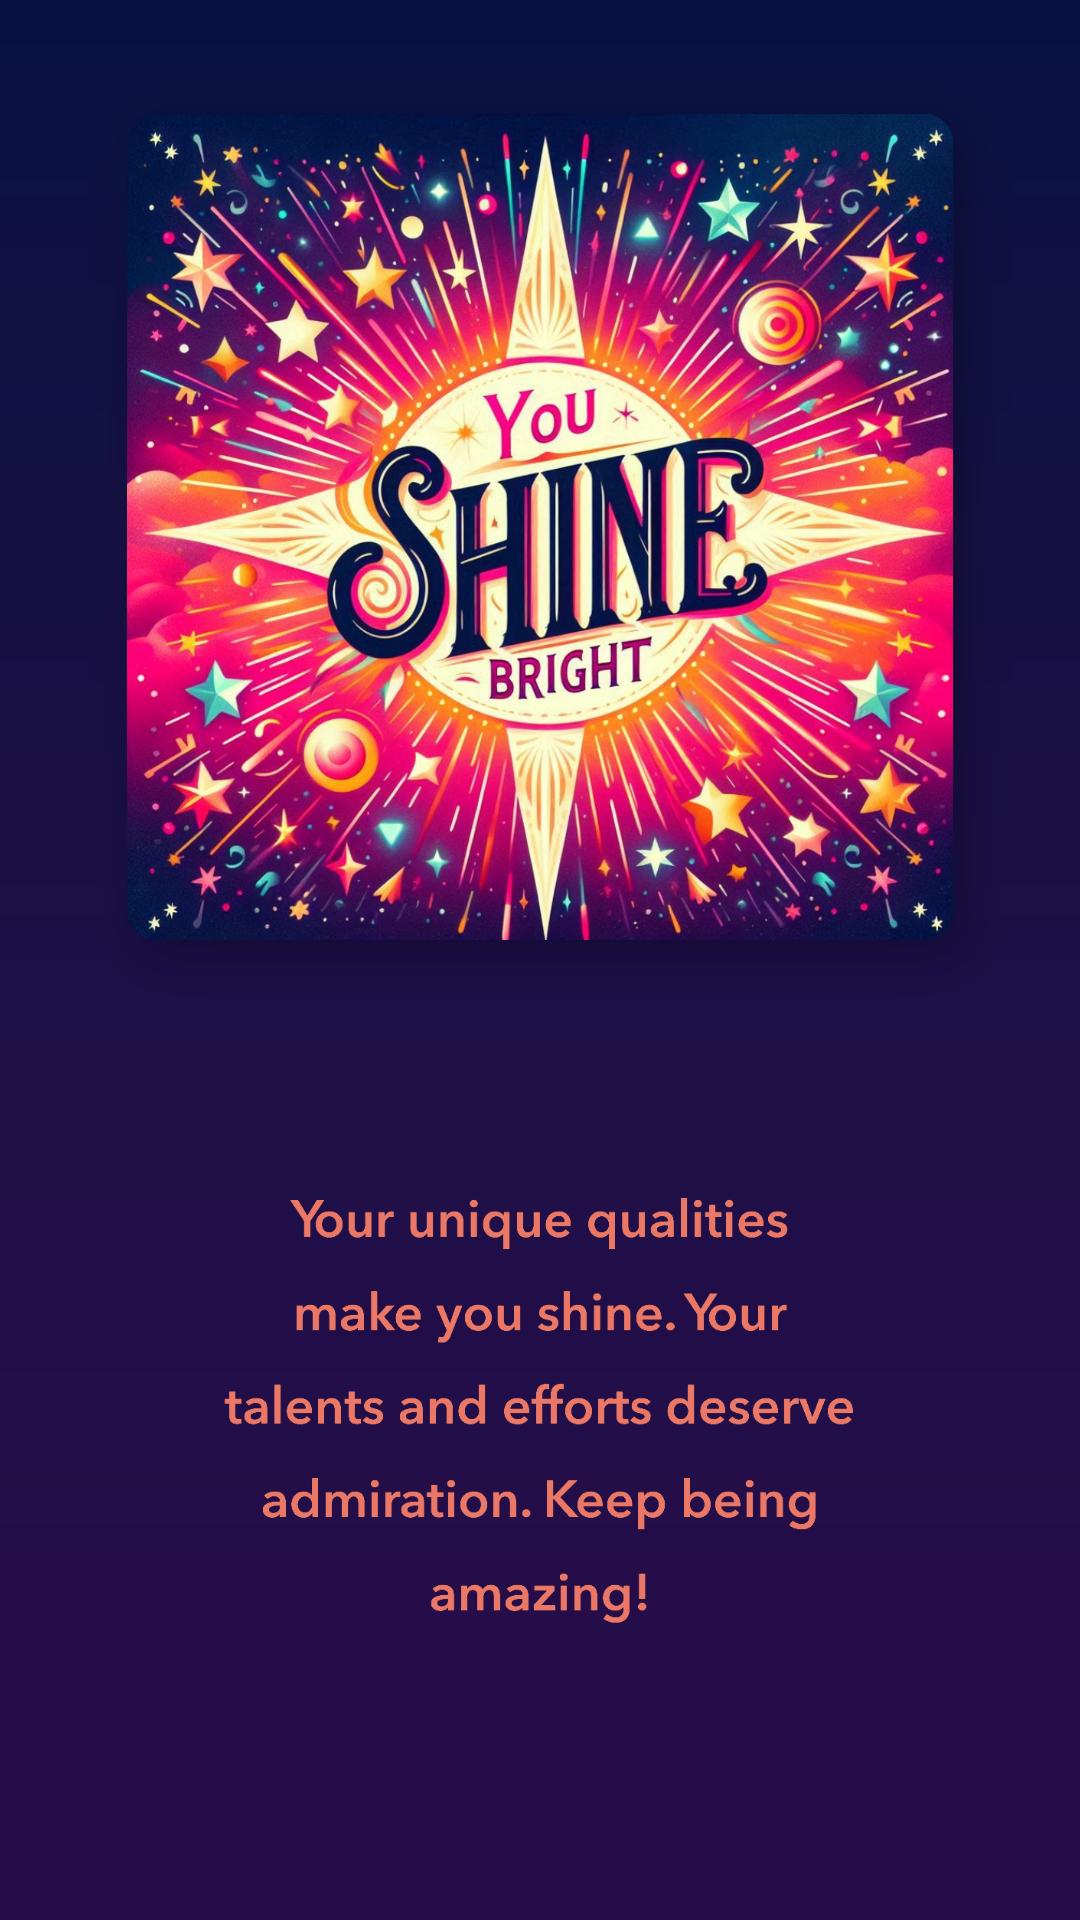 You
SHINE
BRIGHT
Your unique qualities
make you shine. Your
talents and efforts deserve
admiration. Keep being
amazing!